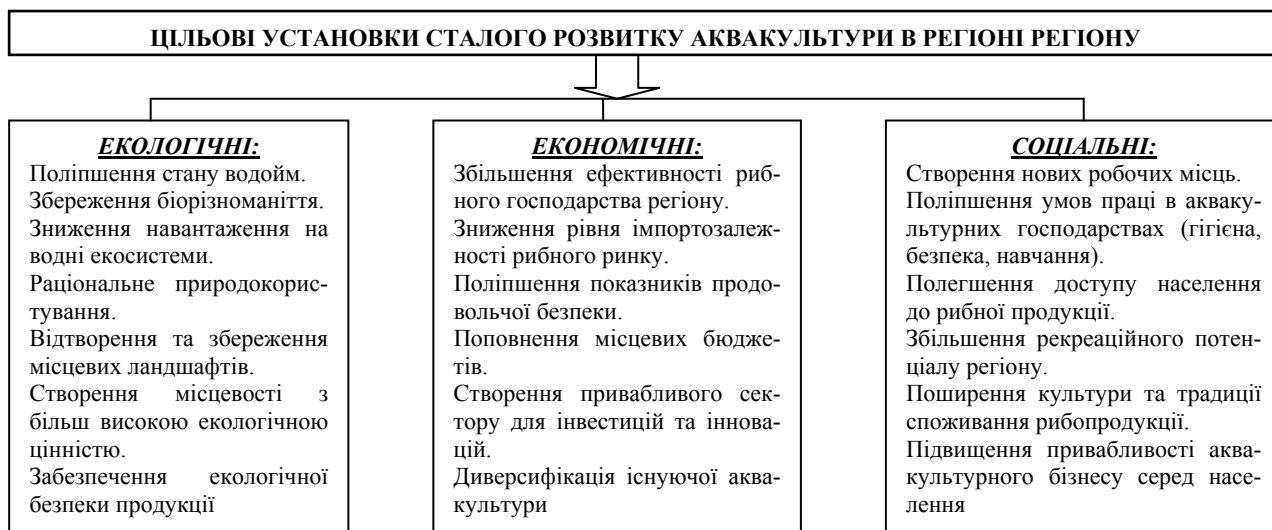 ЦІЛЬОВІ УСТАНОВКИ СТАЛОГО РОЗВИТКУ АКВАКУЛЬТУРИ В РЕГІОНІ РЕГІОНУ
ЕКОЛОГІЧНІ:
Поліпшення стану водойм.
Збереження біорізноманіття.
Зниження навантаження на
водні екосистеми.
Раціональне природокорис-
тування.
Відтворення та збереження
місцевих ландшафтів.
Створення місцевості з
більш високою екологічною
цінністю.
Забезпечення екологічної
безпеки продукції
ЕКОНОМІЧНІ:
Збільшення ефективності риб-
ного господарства регіону.
Зниження рівня імпортозалеж-
ності рибного ринку.
Поліпшення показників продо-
вольчої безпеки.
Поповнення місцевих бюдже-
тів.
Створення привабливого сек-
тору для інвестицій та іннова-
цій.
Диверсифікація існуючої аква-
культури
СОЦІАЛЬНІ:
Створення нових робочих місць.
Поліпшення умов праці в акваку-
льтурних господарствах (гігієна,
безпека, навчання).
Полегшення доступу населення
до рибної продукції.
Збільшення рекреаційного потен-
ціалу регіону.
Поширення культури та традиції
споживання рибопродукції.
Підвищення привабливості аква-
культурного бізнесу серед насе-
лення